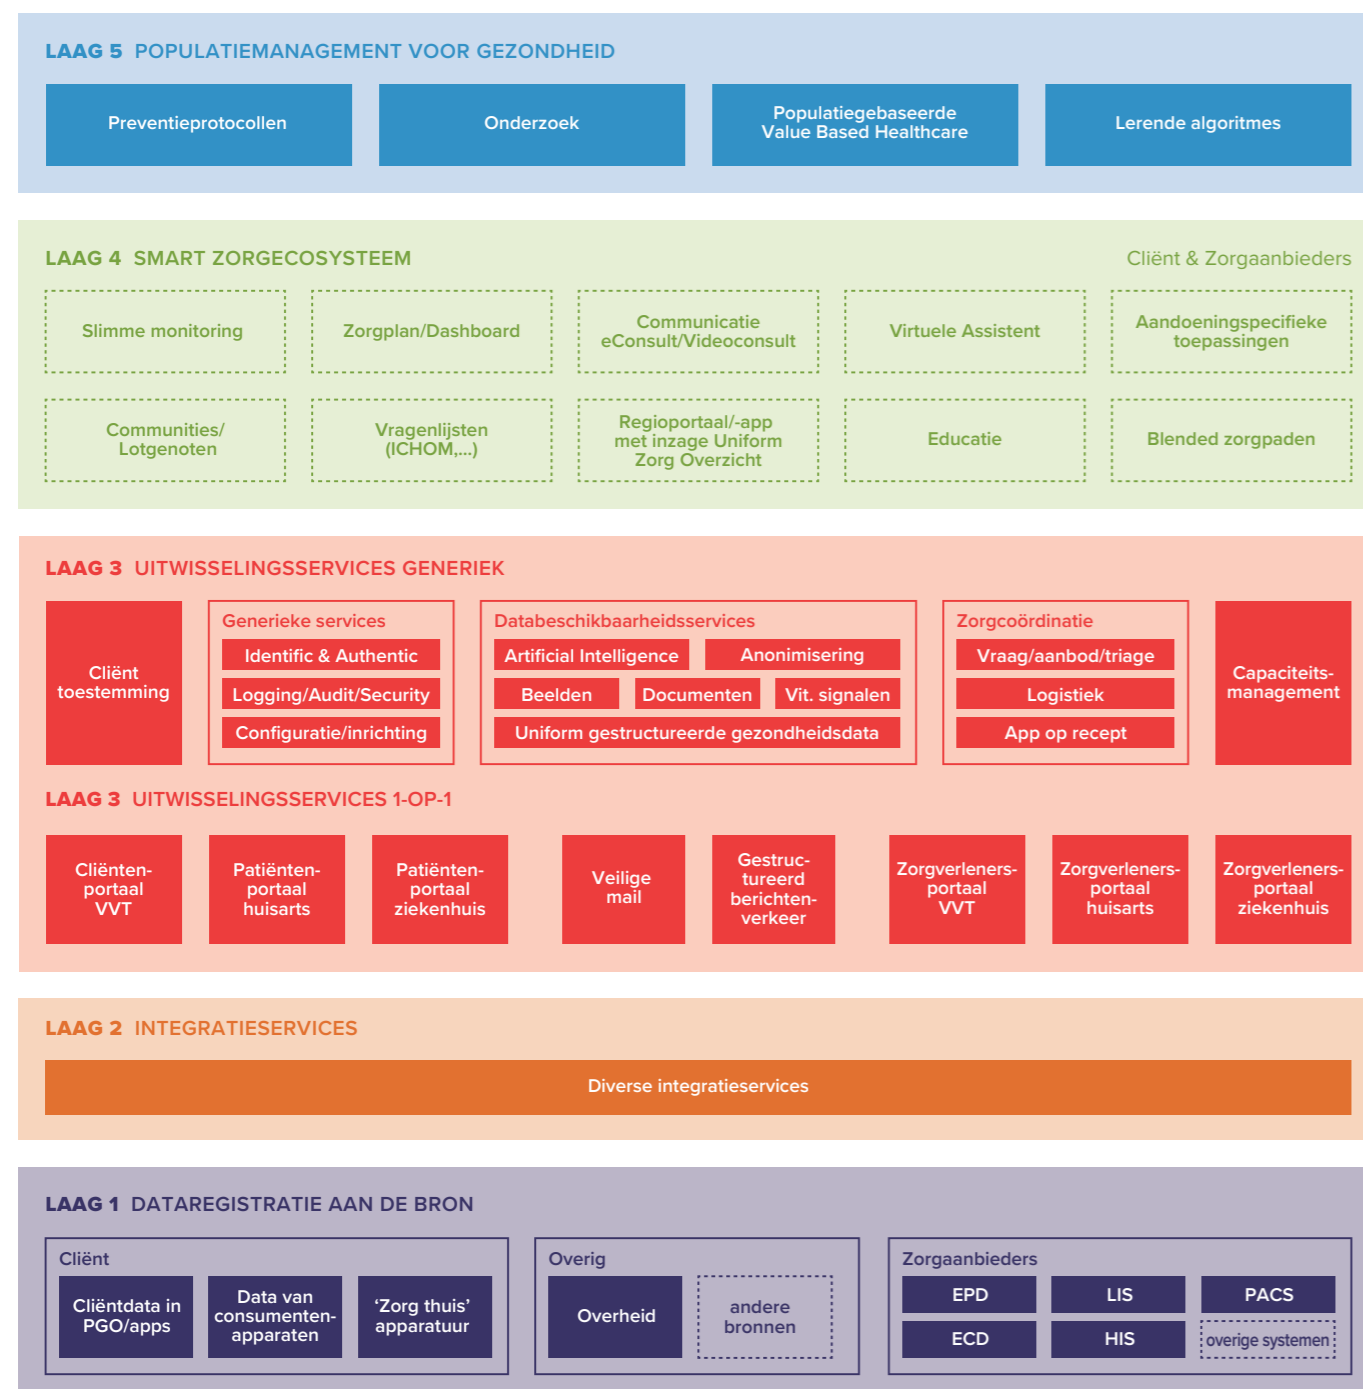 LAAG 5 POPULATIEMANAGEMENT VOOR GEZONDHEID
Preventieprotocollen
Onderzoek
Populatiegebaseerde
Value Based Healthcare
Lerende algoritmes
LAAG 4 SMART ZORGECOSYSTEEM
Cliënt & Zorgaanbieders
Slimme monitoring
Zorgplan/Dashboard
Communicatie
eConsult/Videoconsult
Virtuele Assistent
Aandoeningspecifieke
toepassingen
Communities/
Lotgenoten
Vragenlijsten
(ICHOM,...)
Regioportaal/-app
met inzage Uniform
Zorg Overzicht
Educatie
Blended zorgpaden
LAAG 3 UITWISSELINGSSERVICES GENERIEK
Cliënt
toestemming
Generieke services
Identific & Authentic
Logging/Audit/Security
Configuratie/inrichting
Databeschikbaarheidsservices
Artificial Intelligence
Anonimisering
Beelden
Documenten
Vit. signalen
Uniform gestructureerde gezondheidsdata
Zorgcoördinatie
Vraag/aanbod/triage
Logistiek
App op recept
Capaciteits-
management
LAAG 3 UITWISSELINGSSERVICES 1-OP-1
Cliënten-
portaal
VVT
Patiënten-
portaal
huisarts
Patiënten-
portaal
ziekenhuis
Veilige
mail
Gestruc-
tureerd
berichten-
verkeer
Zorgverleners-
portaal
VVT
Zorgverleners-
portaal
huisarts
Zorgverleners-
portaal
ziekenhuis
LAAG 2 INTEGRATIESERVICES
Diverse integratieservices
LAAG 1 DATAREGISTRATIE AAN DE BRON
Cliënt
Cliëntdata in
PGO/apps
Data van
consumenten-
apparaten
‘Zorg thuis’
apparatuur
Overig
Overheid
andere
bronnen
Zorgaanbieders
EPD
LIS
PACS
ECD
HIS
overige systemen